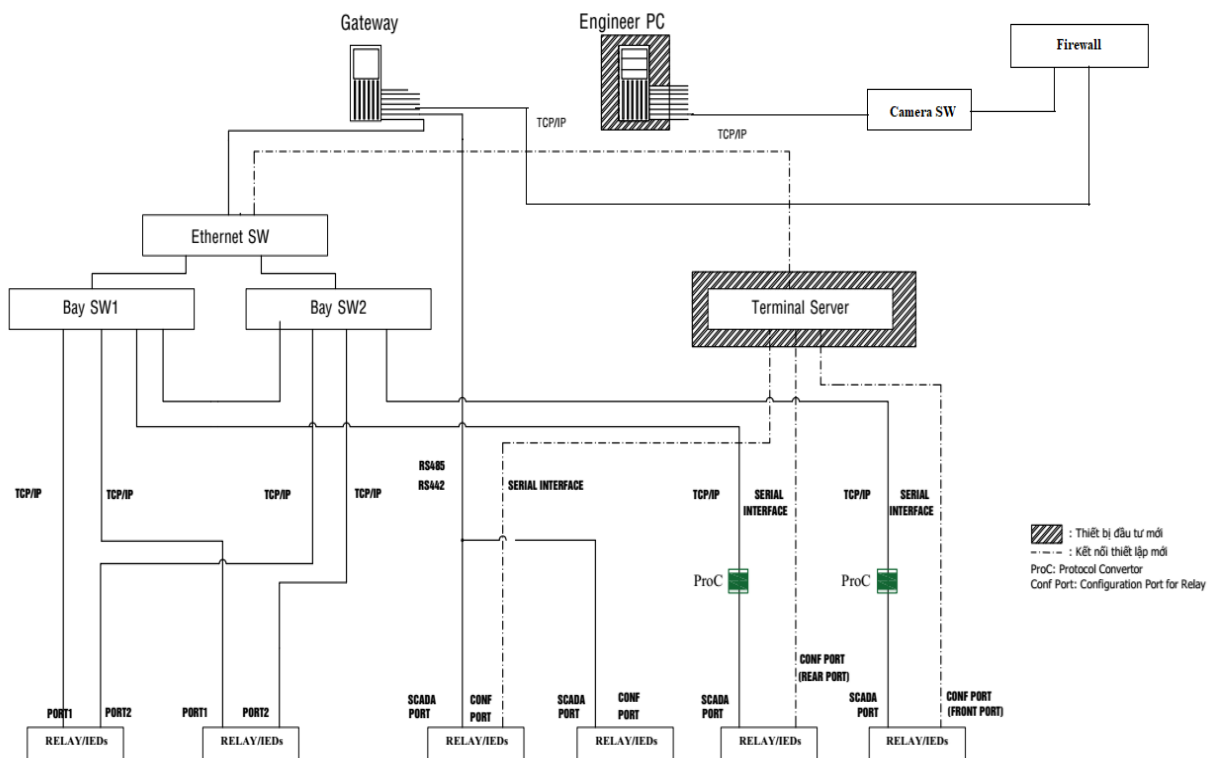 Gateway
Engineer PC
Firewall
Camera SW
TCP/IP
TCP/IP
Ethernet SW
Bay SW1
Bay SW2
Terminal Server
RS485
RS442
SERIAL INTERFACE
TCP/IP
TCP/IP
TCP/IP
TCP/IP
TCP/IP
SERIAL
INTERFACE
TCP/IP
SERIAL
INTERFACE
: Thiết bị đầu tư mới
: Kết nối thiết lập mới
ProC: Protocol Convertor
Conf Port: Configuration Port for Relay
ProC
ProC
CONF PORT
(REAR PORT)
PORT1
PORT2
PORT1
PORT2
SCADA
PORT
CONF
PORT
SCADA
PORT
CONF
PORT
SCADA
PORT
SCADA
PORT
CONF PORT
(FRONT PORT)
RELAY/IEDs
RELAY/IEDs
RELAY/IEDs
RELAY/IEDs
RELAY/IEDs
RELAY/IEDs